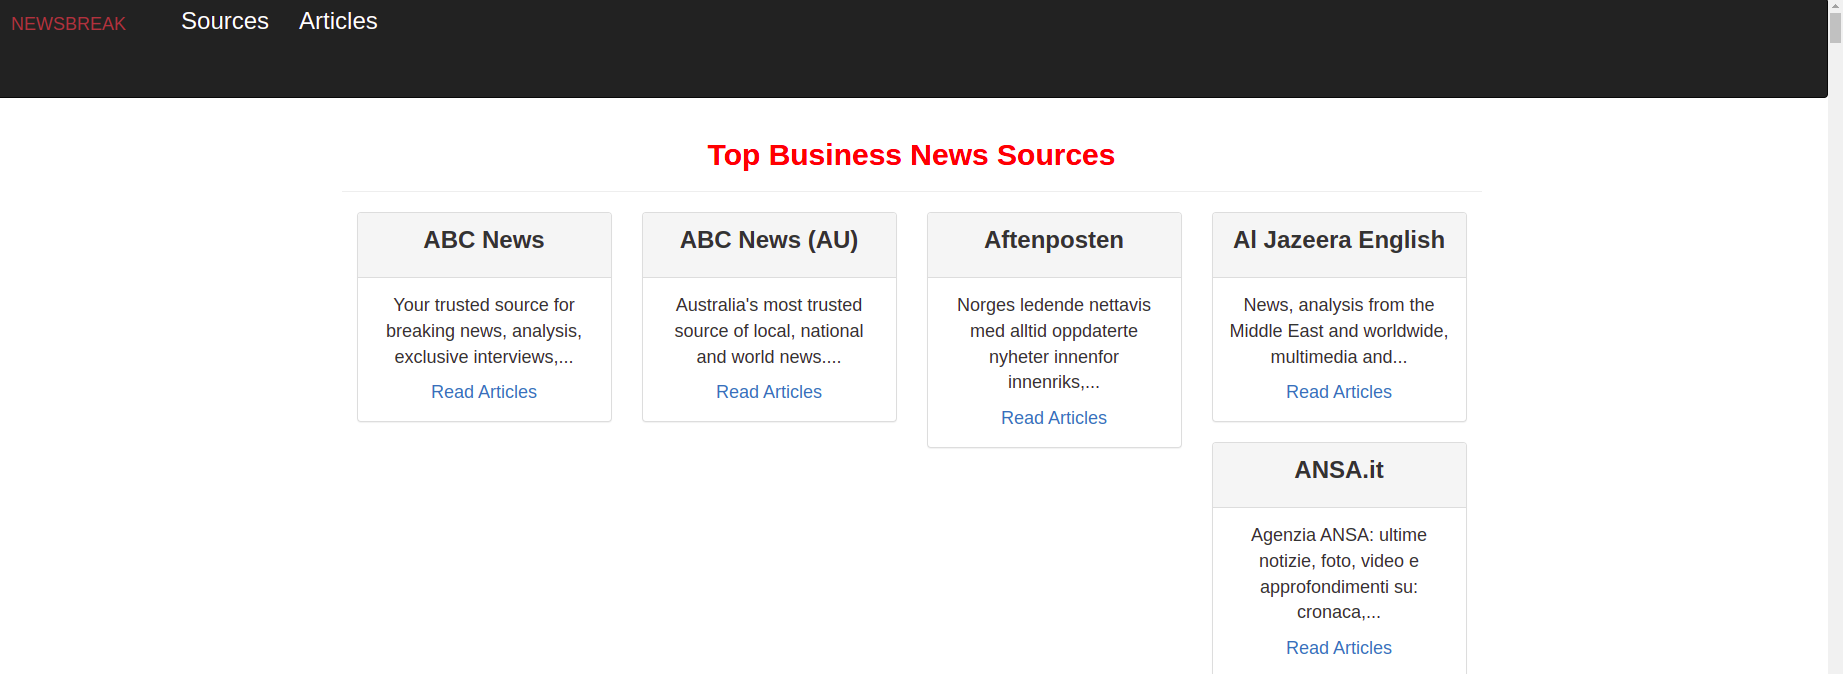 NEWSBREAK
Sources
Articles
Top Business News Sources
ABC News
Your trusted source for
breaking news, analysis,
exclusive interviews,...
Read Articles
ABC News (AU)
Australia's most trusted
source of local, national
and world news....
Read Articles
Aftenposten
Norges ledende nettavis
med alltid oppdaterte
nyheter innenfor
innenriks,...
Read Articles
Al Jazeera English
News, analysis from the
Middle East and worldwide,
multimedia and...
Read Articles
ANSA.it
Agenzia ANSA: ultime
notizie, foto, video e
approfondimenti su:
cronaca,...
Read Articles